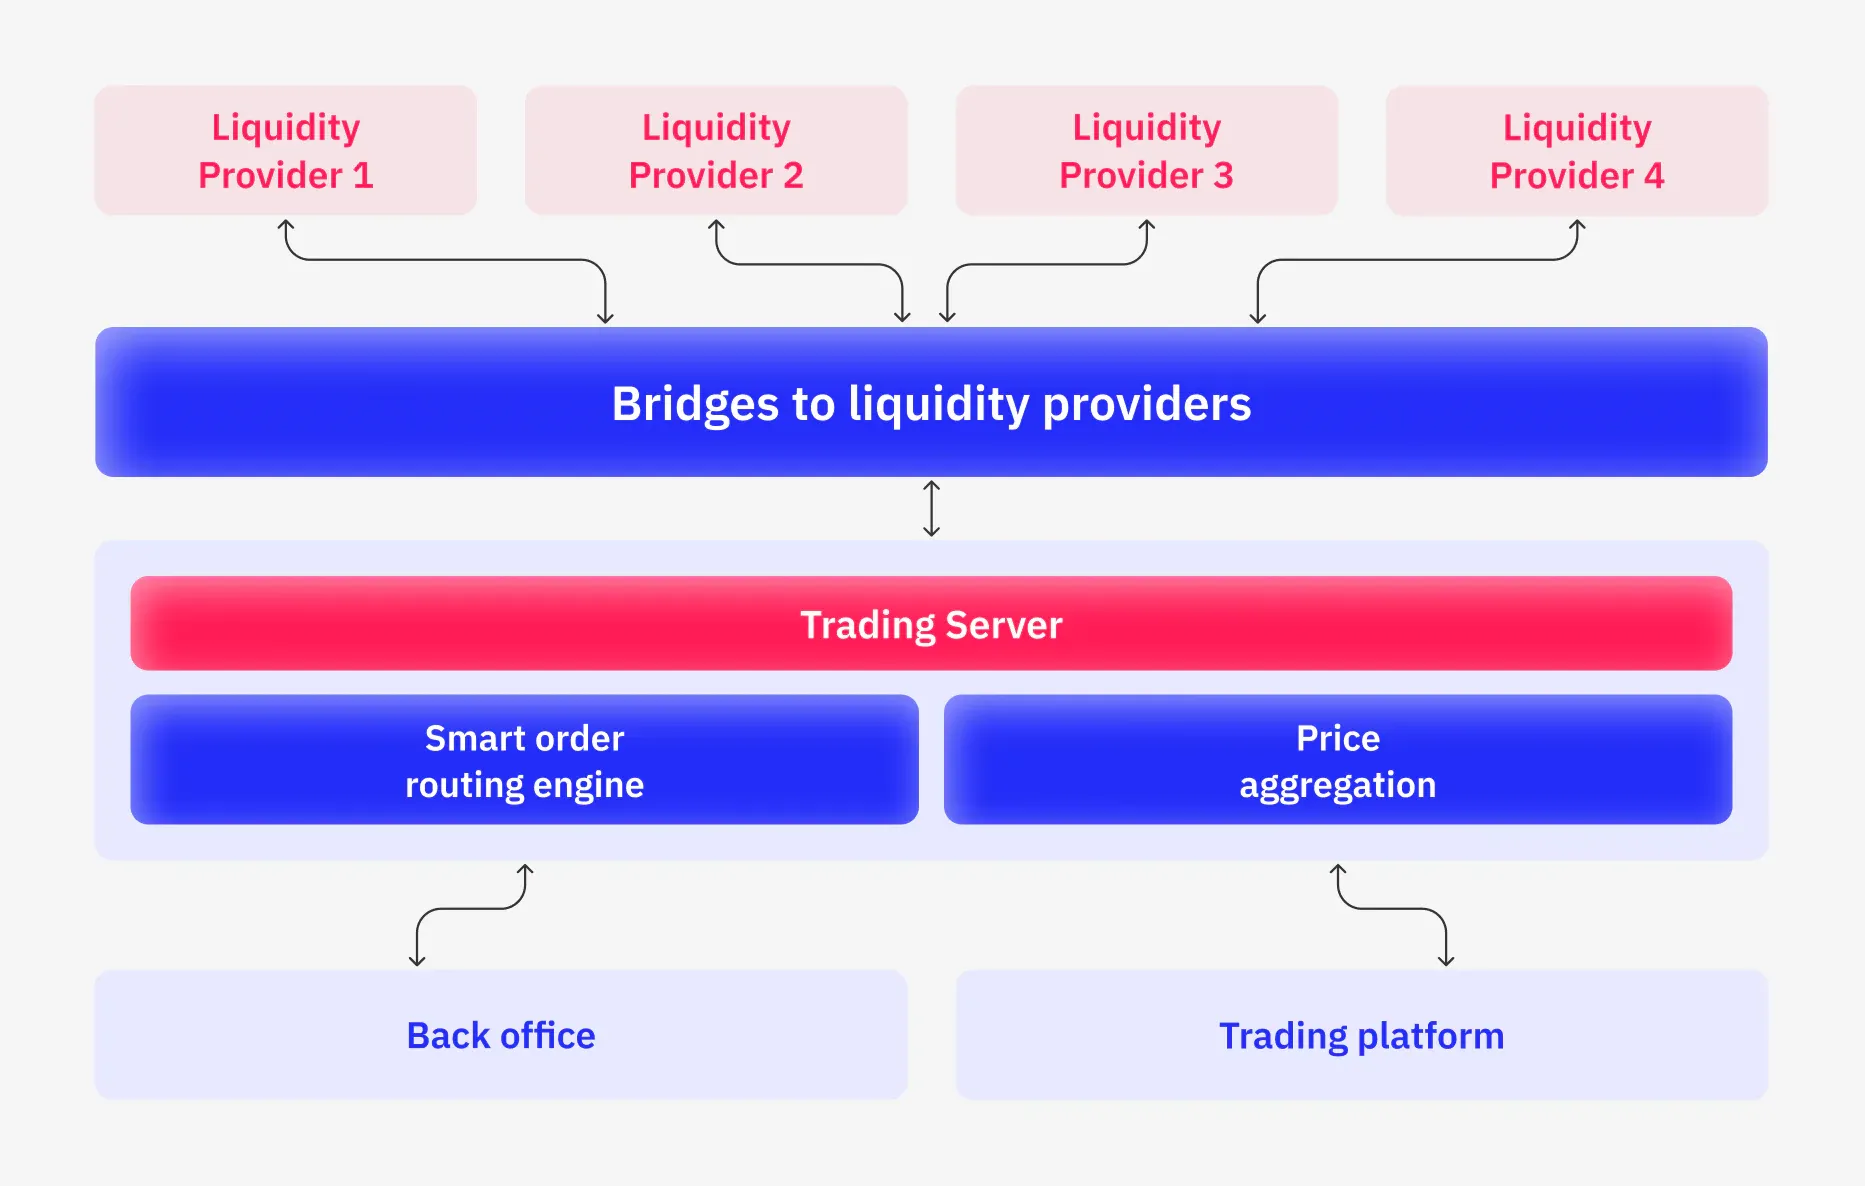 Liquidity
Provider 1
Liquidity
Provider 2
Liquidity
Provider 3
Liquidity
Provider 4
Bridges to liquidity providers
Trading Server
Smart order
routing engine
Price
aggregation
Back office
Trading platform